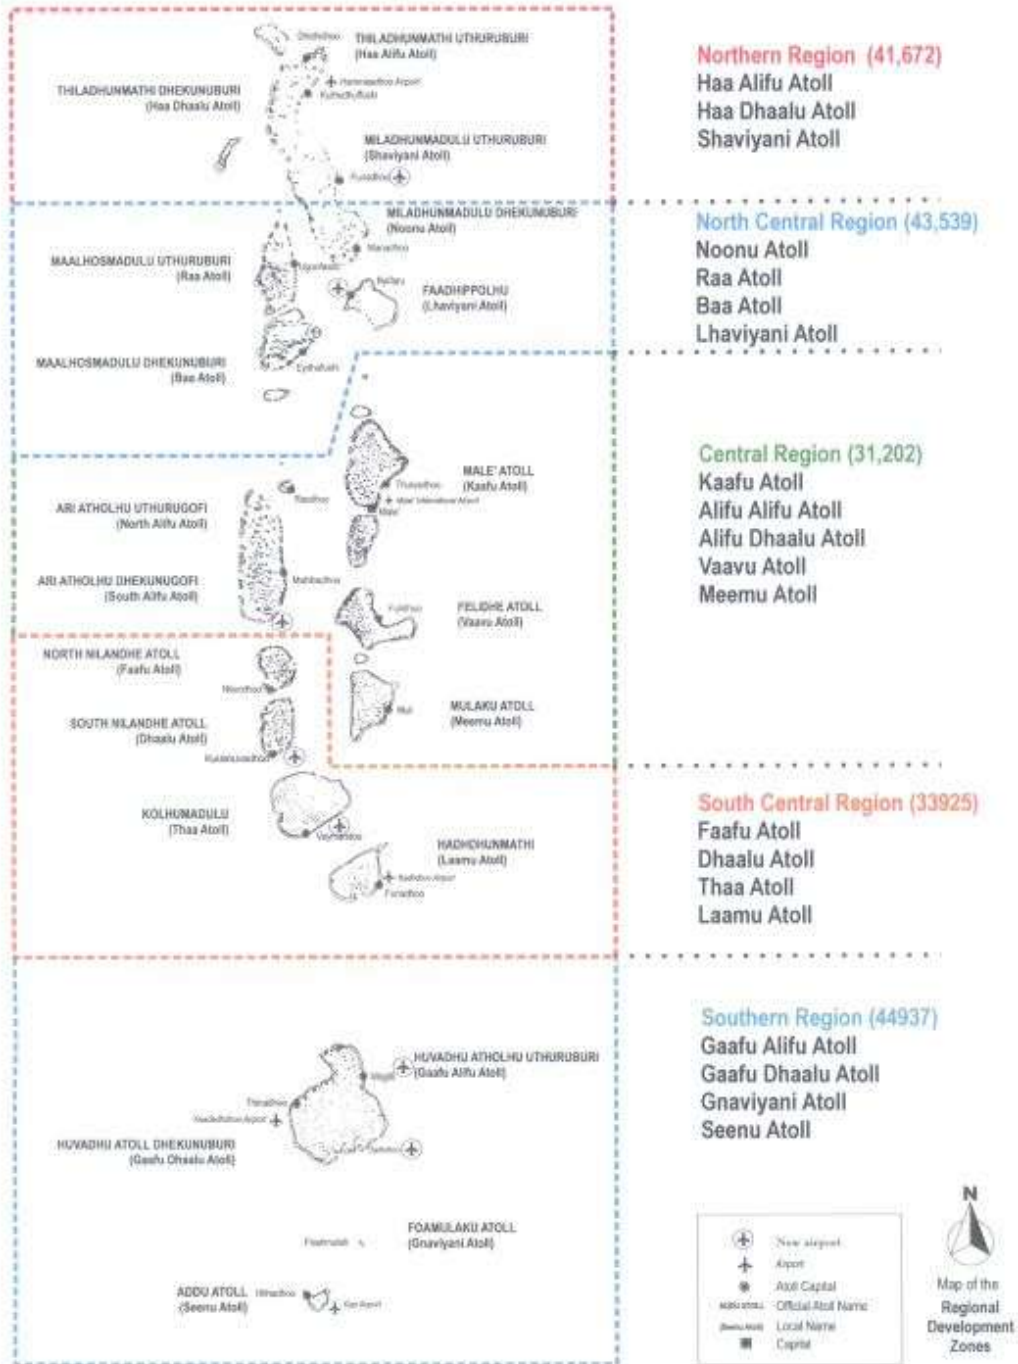 THILADHUNMATHI UTHURUBURI
(Haa Alifu Atoll)
THILADHUNMATHI DHEKUNUBURI
(Haa Dhaalu Atoll)
MILADHUNMADULU UTHURUBURI
(Shaviyani Atoll)
MILADHUNMADULU DHEKUNUBURI
(Noonu Atoll)
Manadhoo
MAALHOSMADULU UTHURUBURI
(Raa Atoll)
FAADHIPPOLHU
(Lhaviyani Atoll)
MAALHOSMADULU DHEKUNUBURI
(Baa Atoll)
Eydhafushi
MALE' ATOLL
(Kaafu Atoll)
Male'
ARI ATHOLHU UTHURUGOFI
(North Alifu Atoll)
ARI ATHOLHU DHEKUNUGOFI
(South Alifu Atoll)
FELIDHE ATOLL
(Vaavu Atoll)
NORTH NILANDHE ATOLL
(Faafu Atoll)
MULAKU ATOLL
(Meemu Atoll)
Muli
SOUTH NILANDHE ATOLL
(Dhaalu Atoll)
KOLHUMADULU
(Thaa Atoll)
HADHDHUNMATHI
(Laamu Atoll)
HUVADHU ATHOLHU UTHURUBURI
(Gaafu Alifu Atoll)
HUVADHU ATOLL DHEKUNUBURI
(Gaafu Dhaalu Atoll)
FOAMULAKU ATOLL
(Gnaviyani Atoll)
ADDU ATOLL
(Seenu Atoll)
Northern Region (41,672)
Haa Alifu Atoll
Haa Dhaalu Atoll
Shaviyani Atoll
North Central Region (43,539)
Noonu Atoll
Raa Atoll
Baa Atoll
Lhaviyani Atoll
Central Region (31,202)
Kaafu Atoll
Alifu Alifu Atoll
Alifu Dhaalu Atoll
Vaavu Atoll
Meemu Atoll
South Central Region (33925)
Faafu Atoll
Dhaalu Atoll
Thaa Atoll
Laamu Atoll
Southern Region (44937)
Gaafu Alifu Atoll
Gaafu Dhaalu Atoll
Gnaviyani Atoll
Seenu Atoll
New airport
Airport
Atoll Capital
ADDU ATOLL Official Atoll Name
(Seenu Atoll) Local Name
Capital
N
Map of the
Regional
Development
Zones